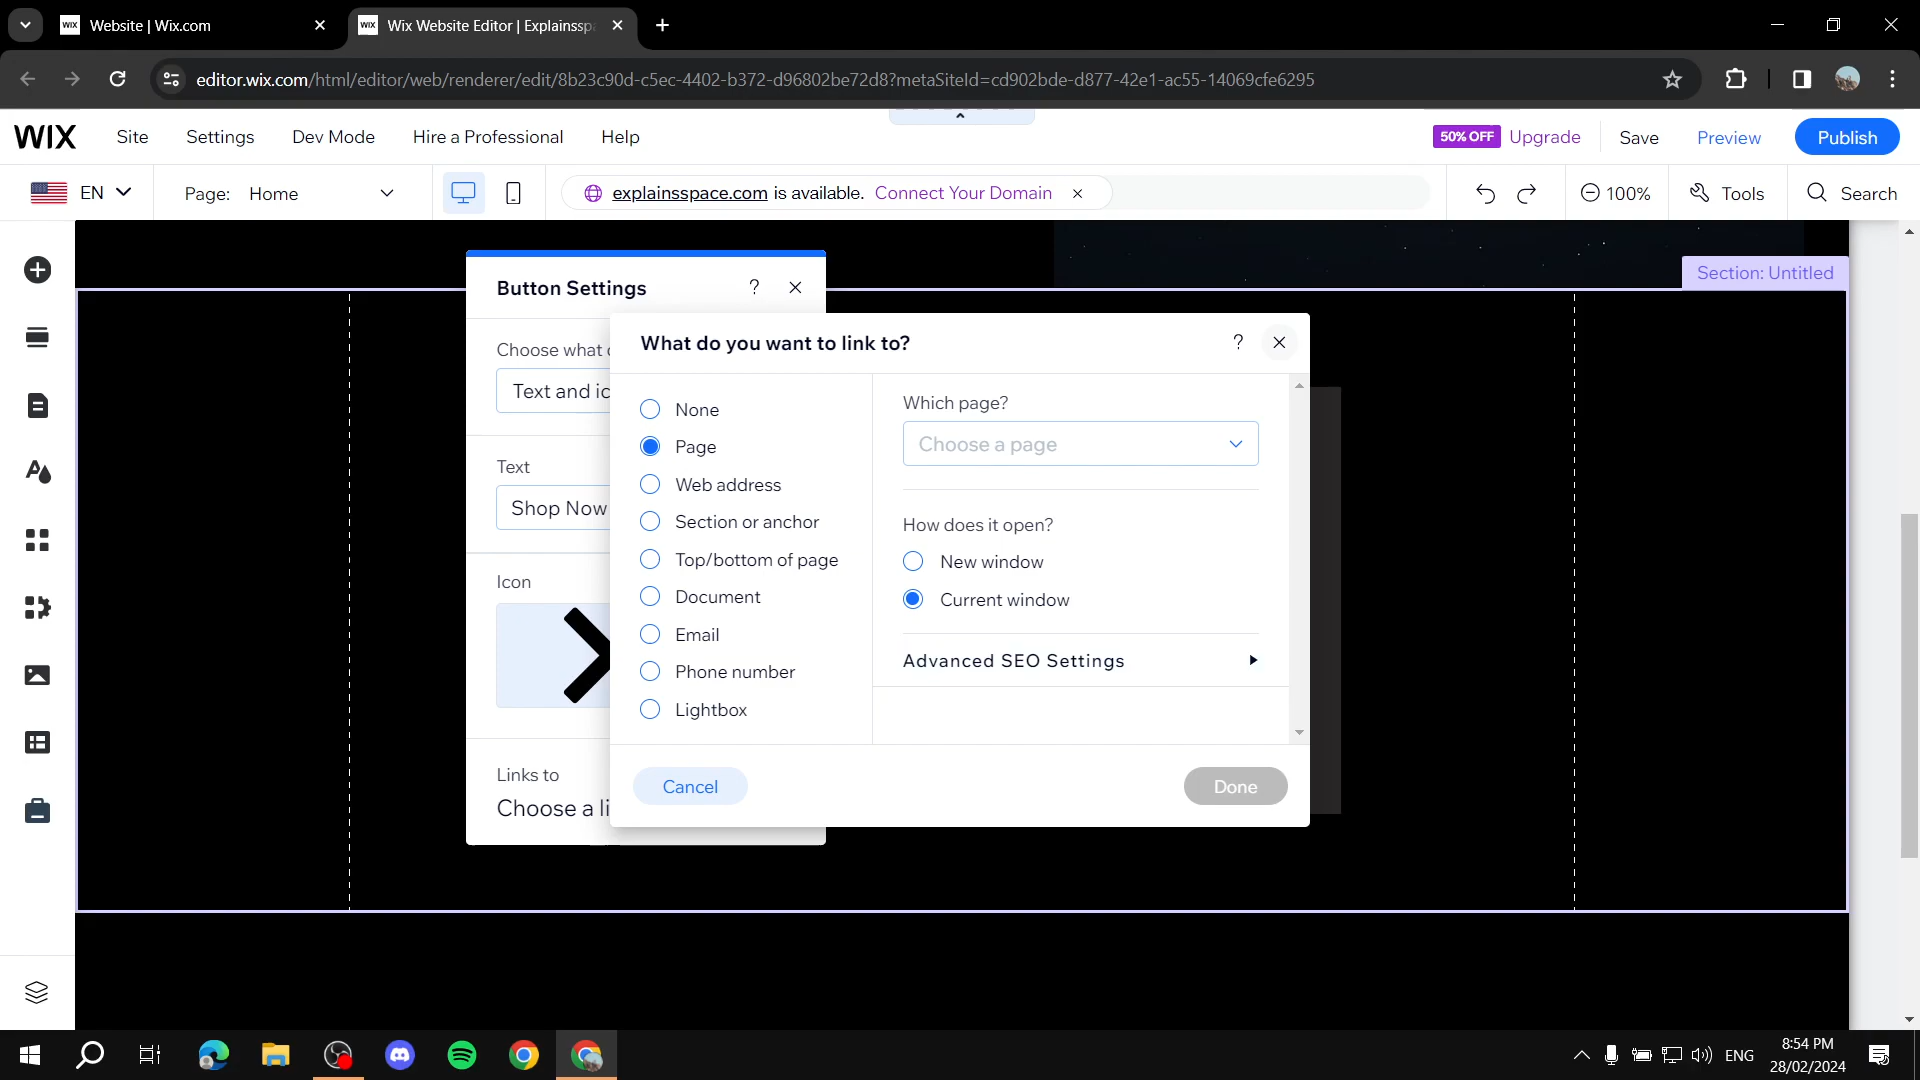 Website | Wix.com
Wix Website Editor | Explainssp
editor.wix.com/html/editor/web/renderer/edit/8b23c90d-c5ec-4402-b372-d96802be72d8?metaSiteId=cd902bde-d877-42e1-ac55-14069cfe6295
WIX Site Settings Dev Mode Hire a Professional Help 50% OFF Upgrade Save Preview Publish
EN Page: Home explainsspace.com is available. Connect Your Domain 100% Tools Search
Section: Untitled
Button Settings ?
Choose what
Text and ic
Text
Shop Now
Icon
Links to
Choose a li
What do you want to link to? ?
None
Page
Web address
Section or anchor
Top/bottom of page
Document
Email
Phone number
Lightbox
Which page?
Choose a page
How does it open?
New window
Current window
Advanced SEO Settings
Cancel Done
ENG
8:54 PM
28/02/2024